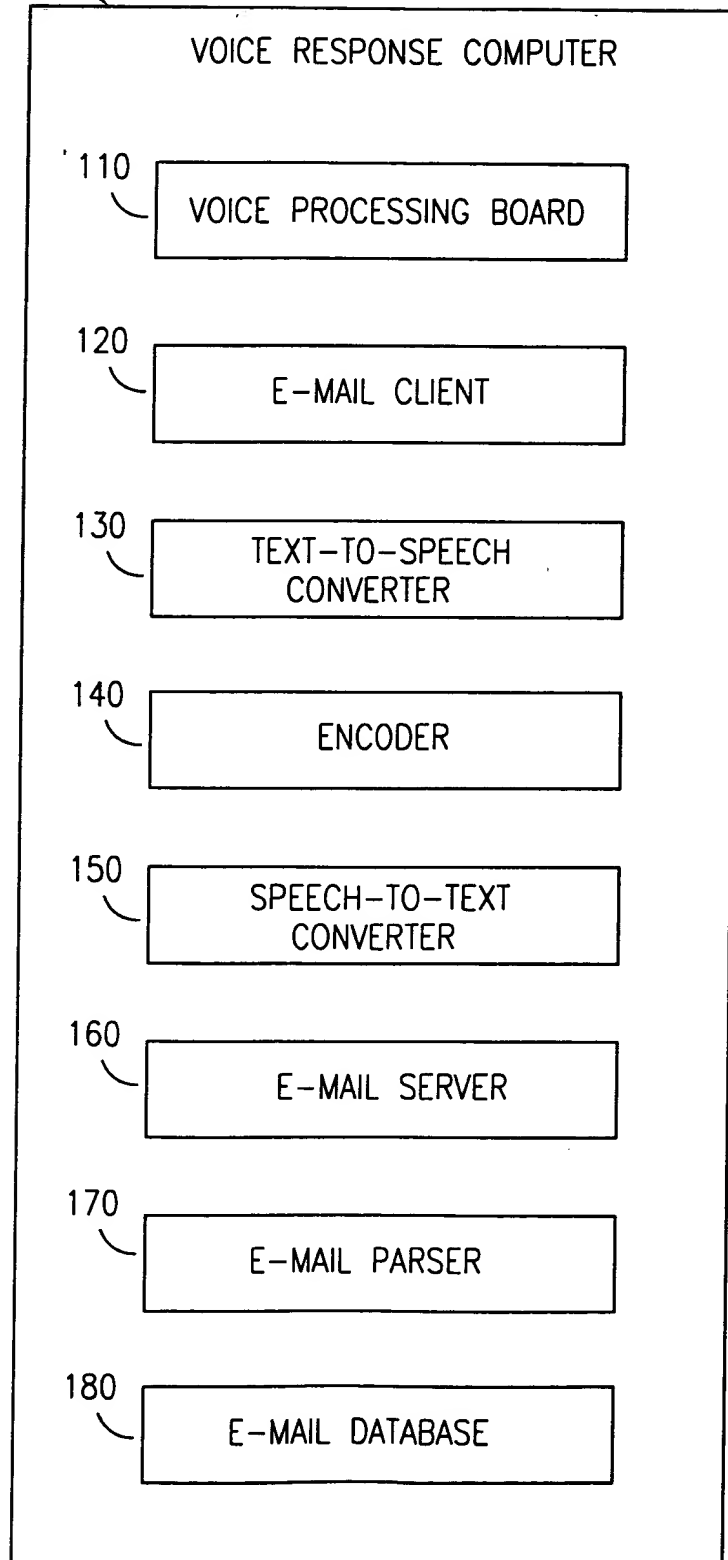 VOICE RESPONSE COMPUTER
110
VOICE PROCESSING BOARD
120
E-MAIL CLIENT
130
TEXT-TO-SPEECH
CONVERTER
140
ENCODER
150
SPEECH-TO-TEXT
CONVERTER
160
E-MAIL SERVER
170
E-MAIL PARSER
180
E-MAIL DATABASE